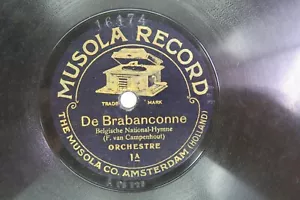 16474
MUSOLA RECORD
TRADE MARK
De Brabanconne
Belgische National-Hymne
(F. van Campenhout)
ORCHESTRE
1A
THE MUSOLA CO. AMSTERDAM (HOLLAND)